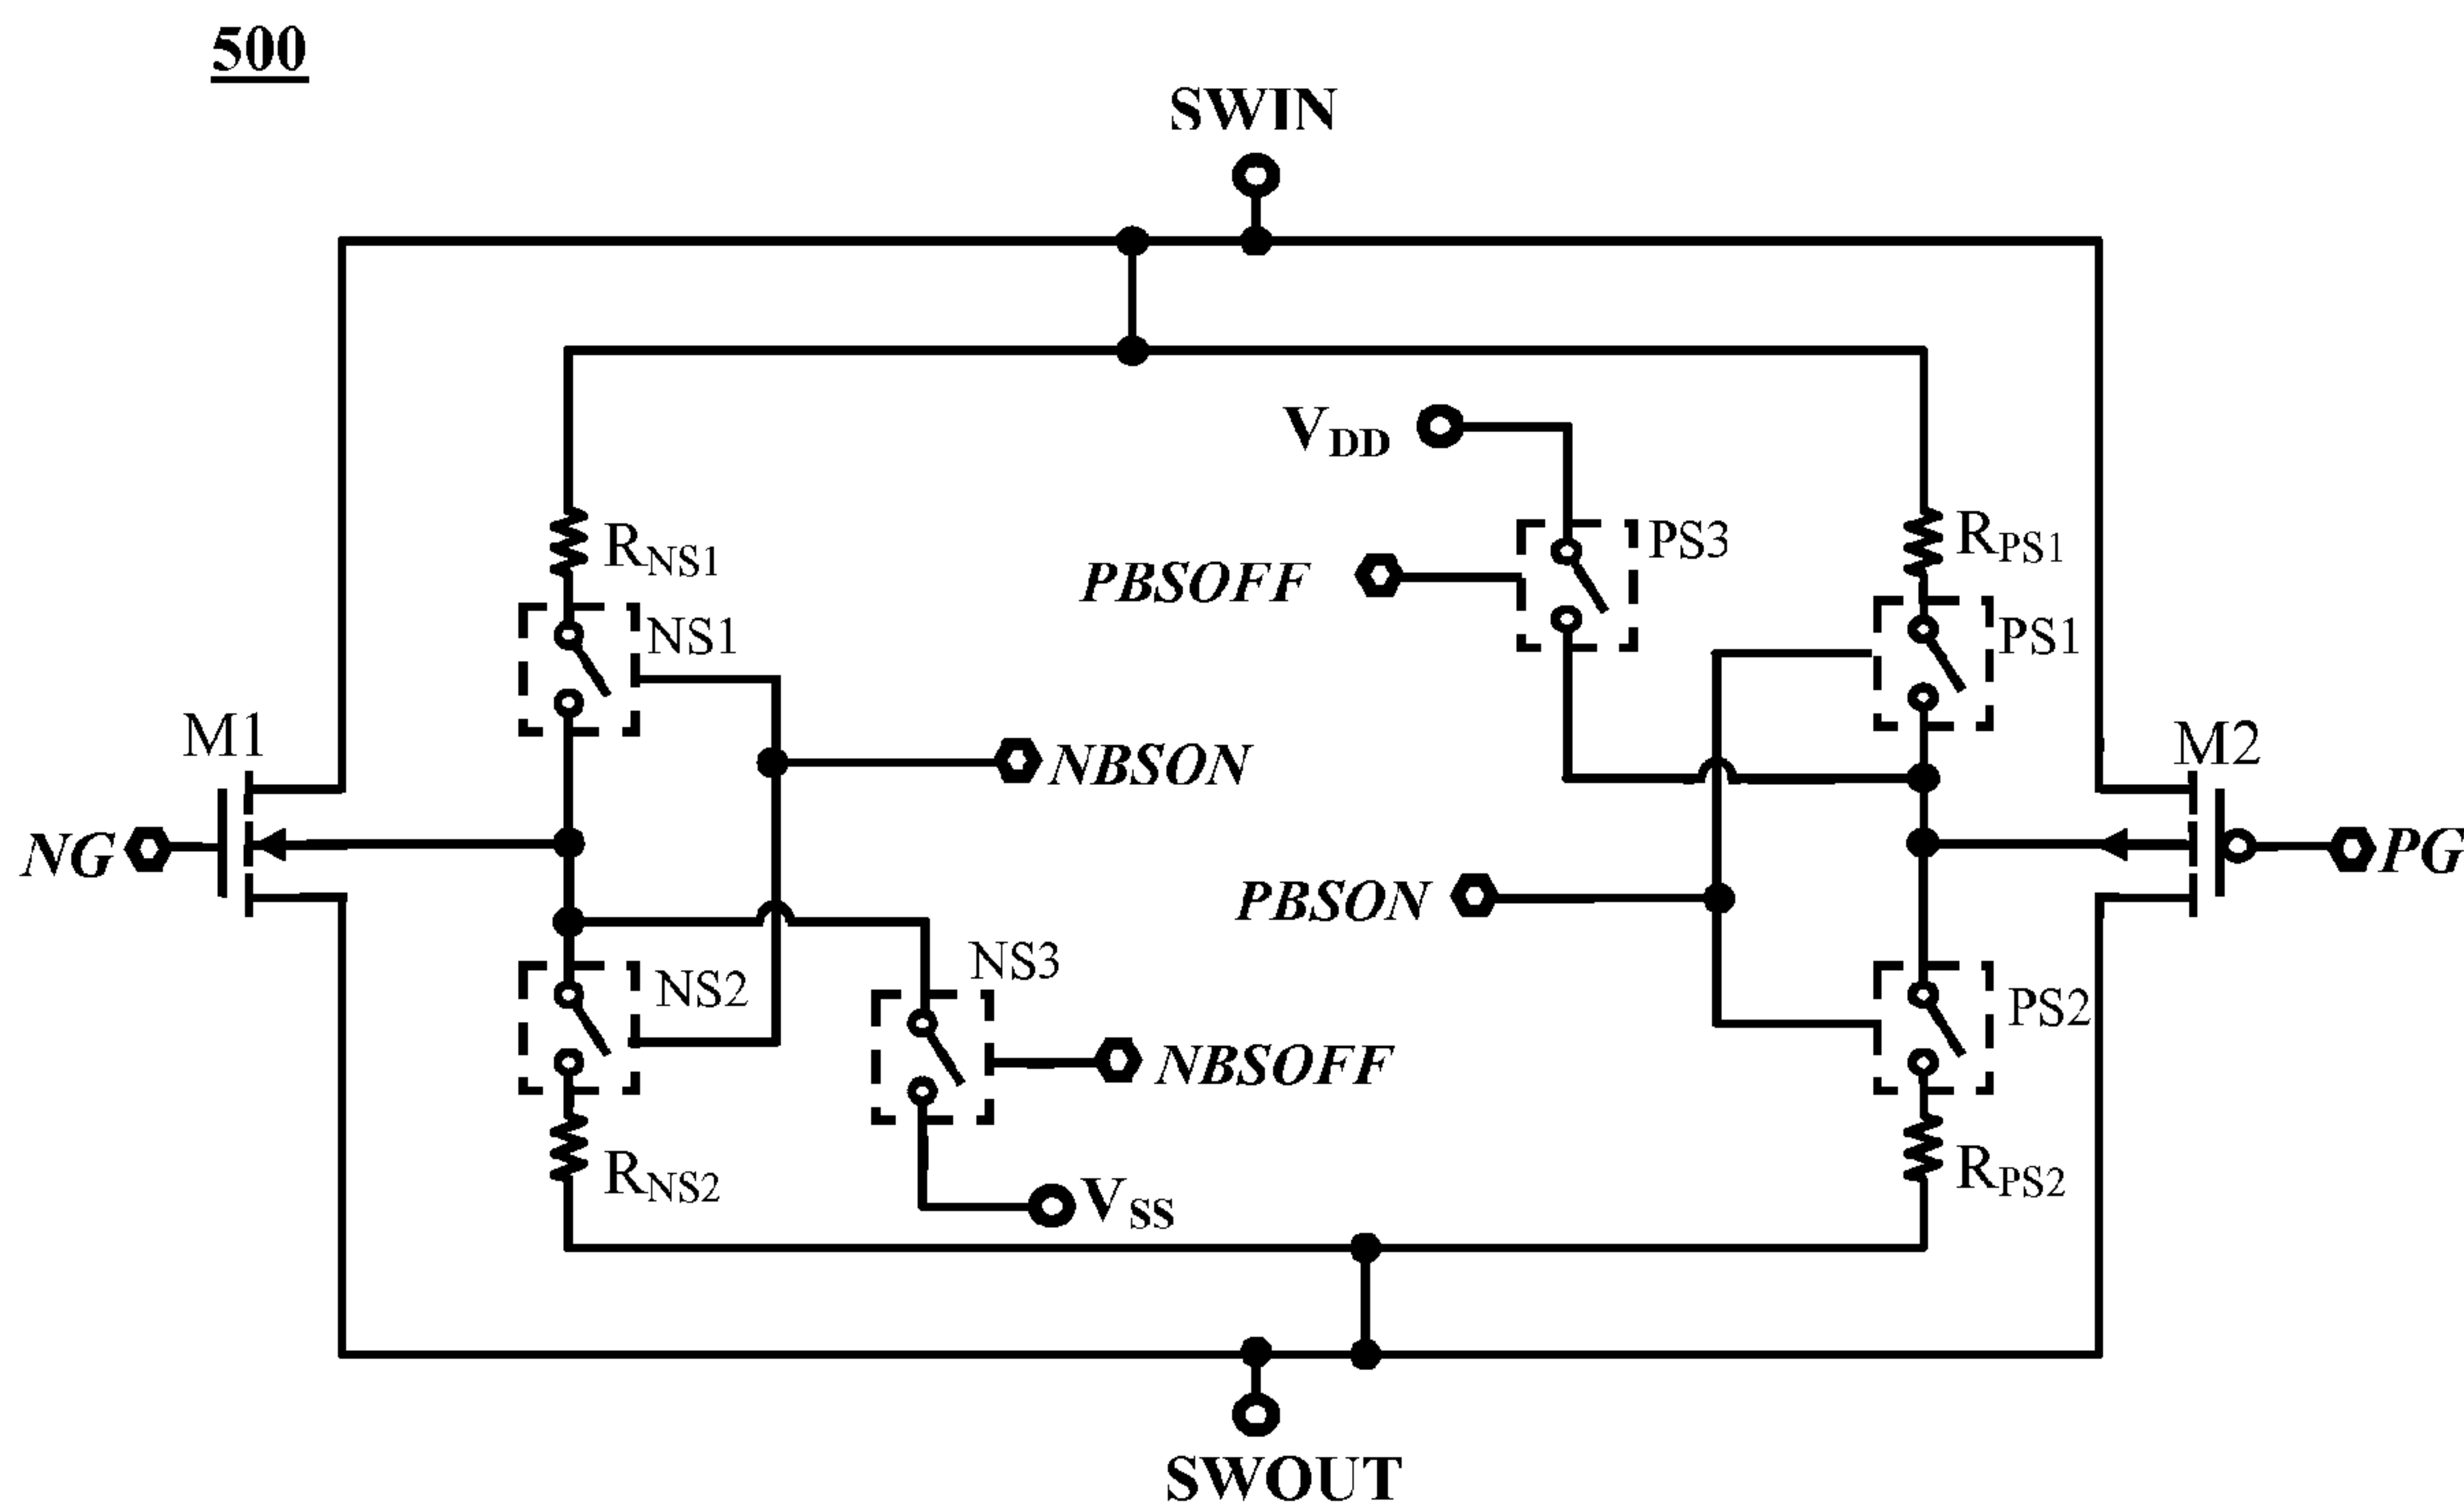 500
SWIN
VDD
RNS1
PS3
RPS1
PBSOFF
NS1
PS1
M1
NBSON
M2
NG
PG
PBSON
NS3
NS2
PS2
NBSOFF
RNS2
RPS2
VSS
SWOUT